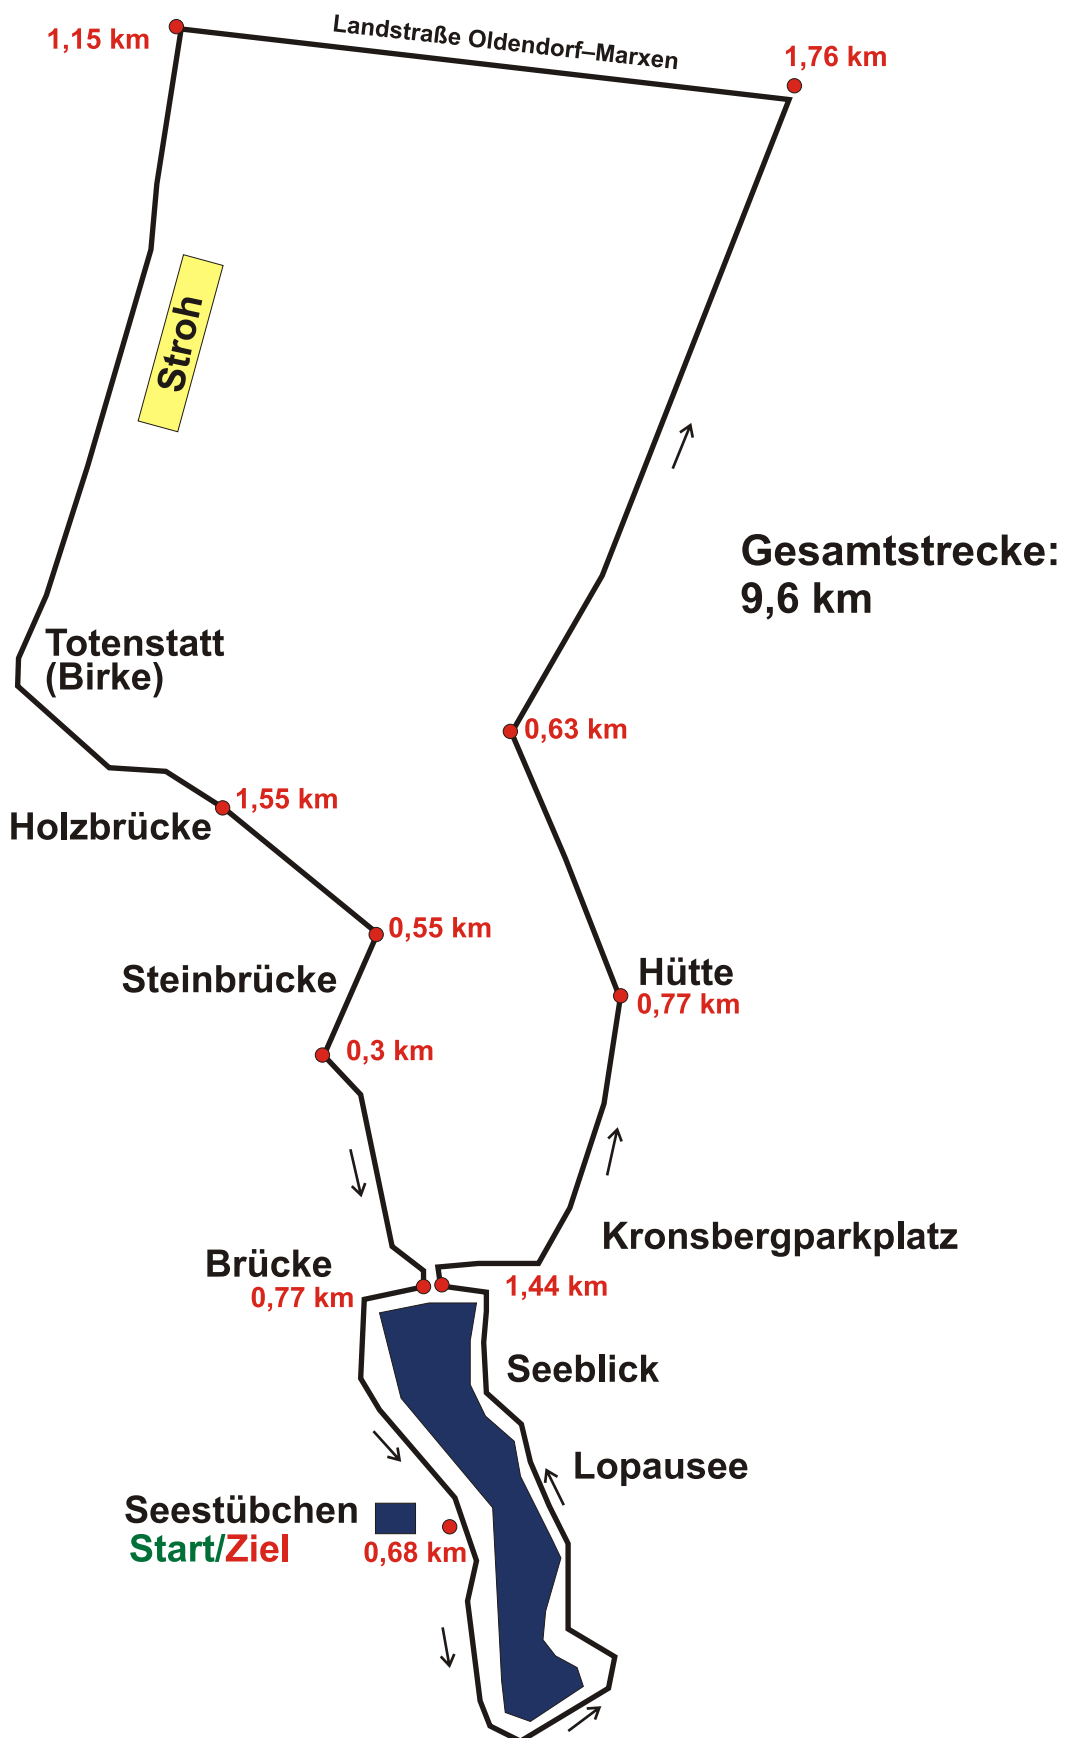 Landstraße Oldendorf–Marxen
1,15 km
1,76 km
Stroh
Gesamtstrecke:
9,6 km
Totenstatt
(Birke)
0,63 km
1,55 km
Holzbrücke
0,55 km
Steinbrücke
Hütte
0,77 km
0,3 km
Kronsbergparkplatz
Brücke
0,77 km
1,44 km
Seeblick
Lopausee
Seestübchen
Start/Ziel
0,68 km